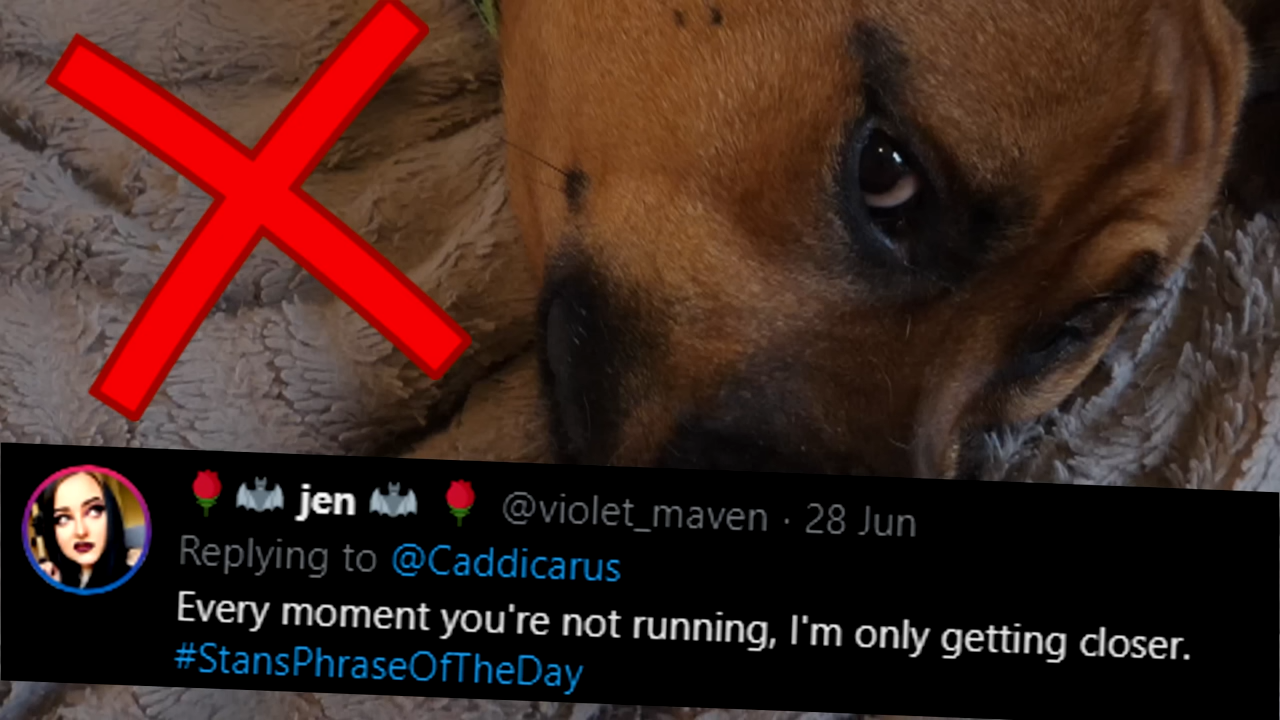 🌹🦇 jen 🦇 🌹 @violet_maven · 28 Jun
Replying to @Caddicarus
Every moment you're not running, I'm only getting closer.
#StansPhraseOfTheDay